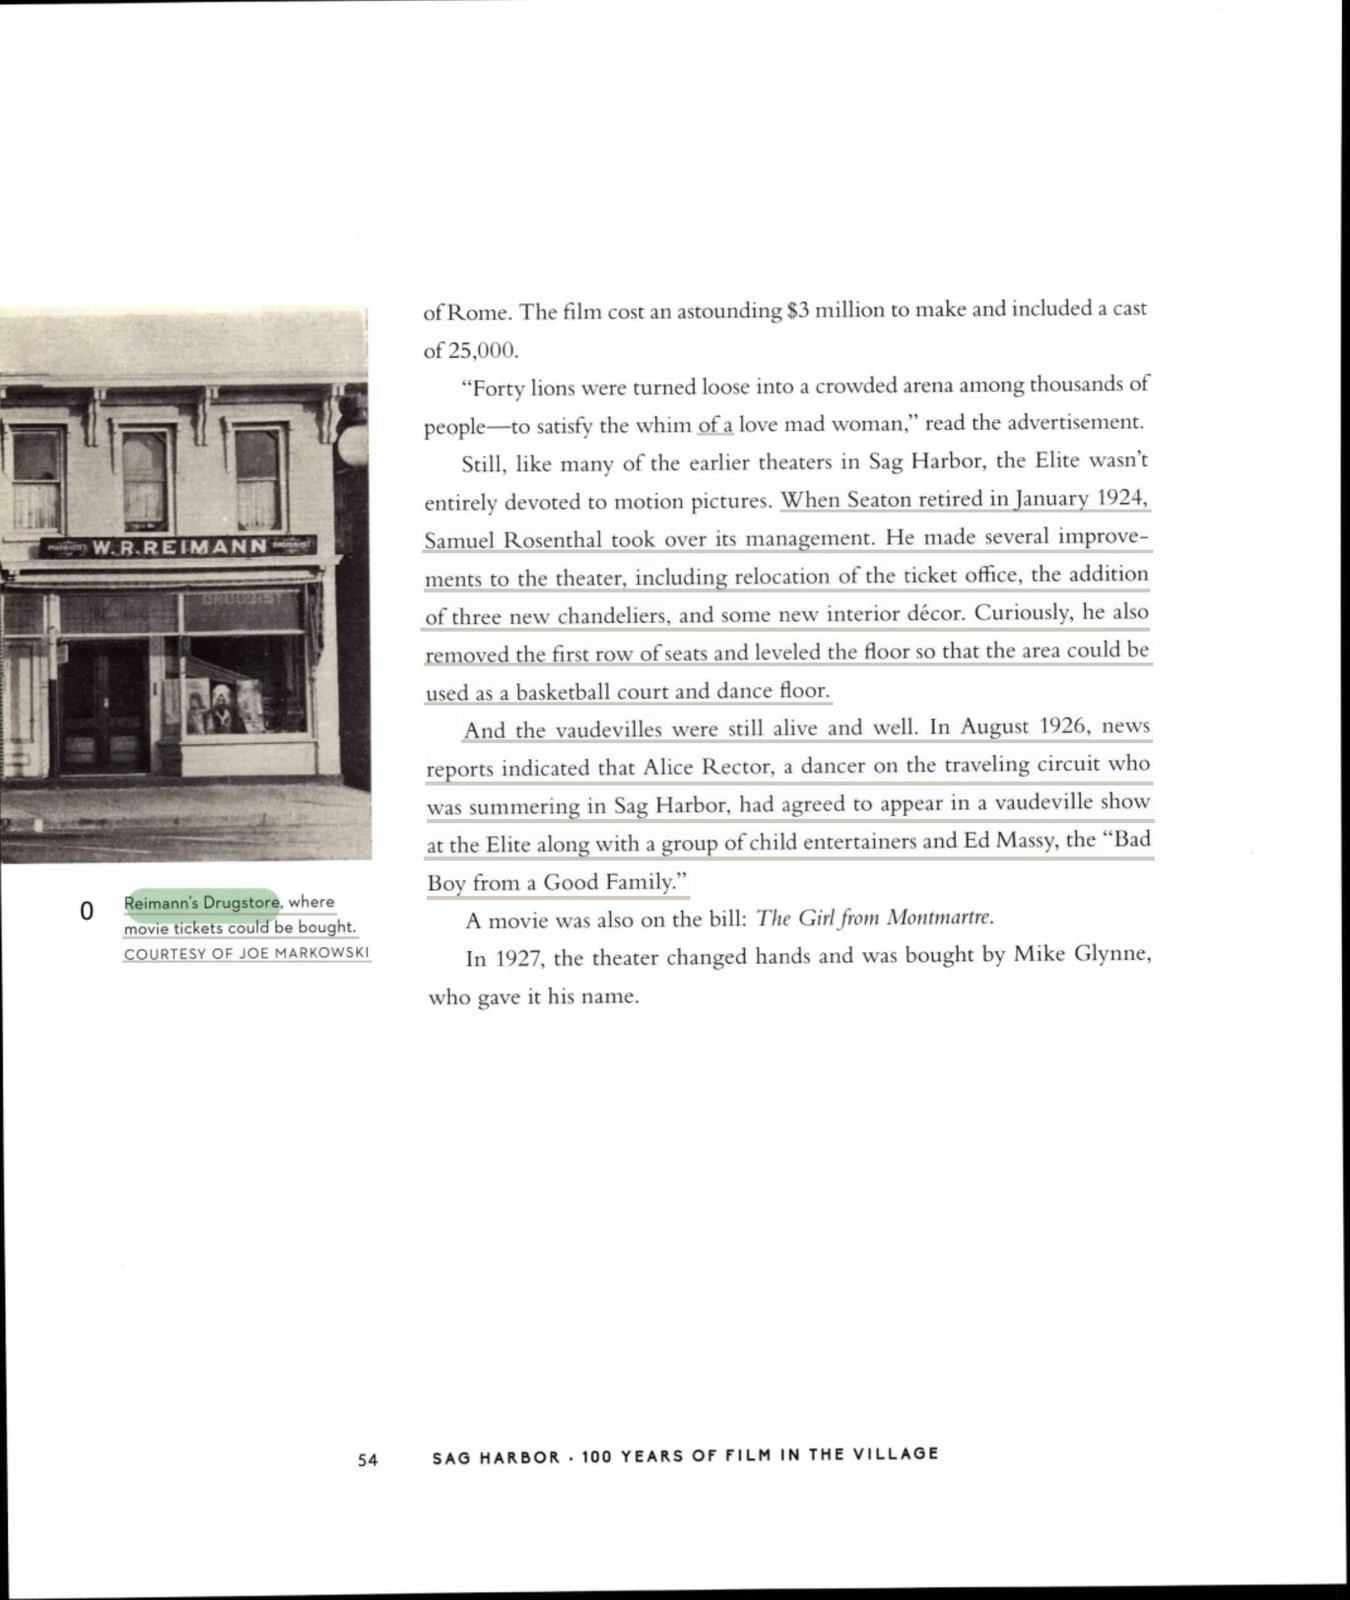 of Rome. The film cost an astounding $3 million to make and included a cast
of 25,000.
“Forty lions were turned loose into a crowded arena among thousands of
people—to satisfy the whim of a love mad woman,” read the advertisement.
Still, like many of the earlier theaters in Sag Harbor, the Elite wasn’t
entirely devoted to motion pictures. When Seaton retired in January 1924,
Samuel Rosenthal took over its management. He made several improve-
ments to the theater, including relocation of the ticket office, the addition
of three new chandeliers, and some new interior décor. Curiously, he also
removed the first row of seats and leveled the floor so that the area could be
used as a basketball court and dance floor.
And the vaudevilles were still alive and well. In August 1926, news
reports indicated that Alice Rector, a dancer on the traveling circuit who
was summering in Sag Harbor, had agreed to appear in a vaudeville show
at the Elite along with a group of child entertainers and Ed Massy, the “Bad
Boy from a Good Family.”
A movie was also on the bill: The Girl from Montmartre.
In 1927, the theater changed hands and was bought by Mike Glynne,
who gave it his name.
W.R.REIMANN
0
Reimann’s Drugstore, where
movie tickets could be bought.
COURTESY OF JOE MARKOWSKI
54 SAG HARBOR · 100 YEARS OF FILM IN THE VILLAGE